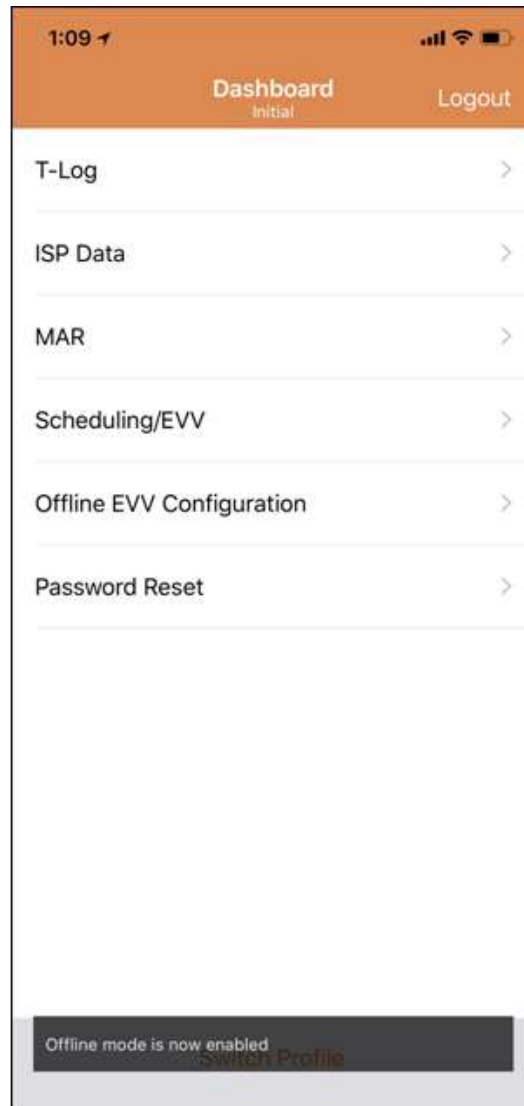 1:09
Dashboard
Initial
Logout
T-Log
ISP Data
MAR
Scheduling/EVV
Offline EVV Configuration
Password Reset
Offline mode is now enabled
Switch Profile